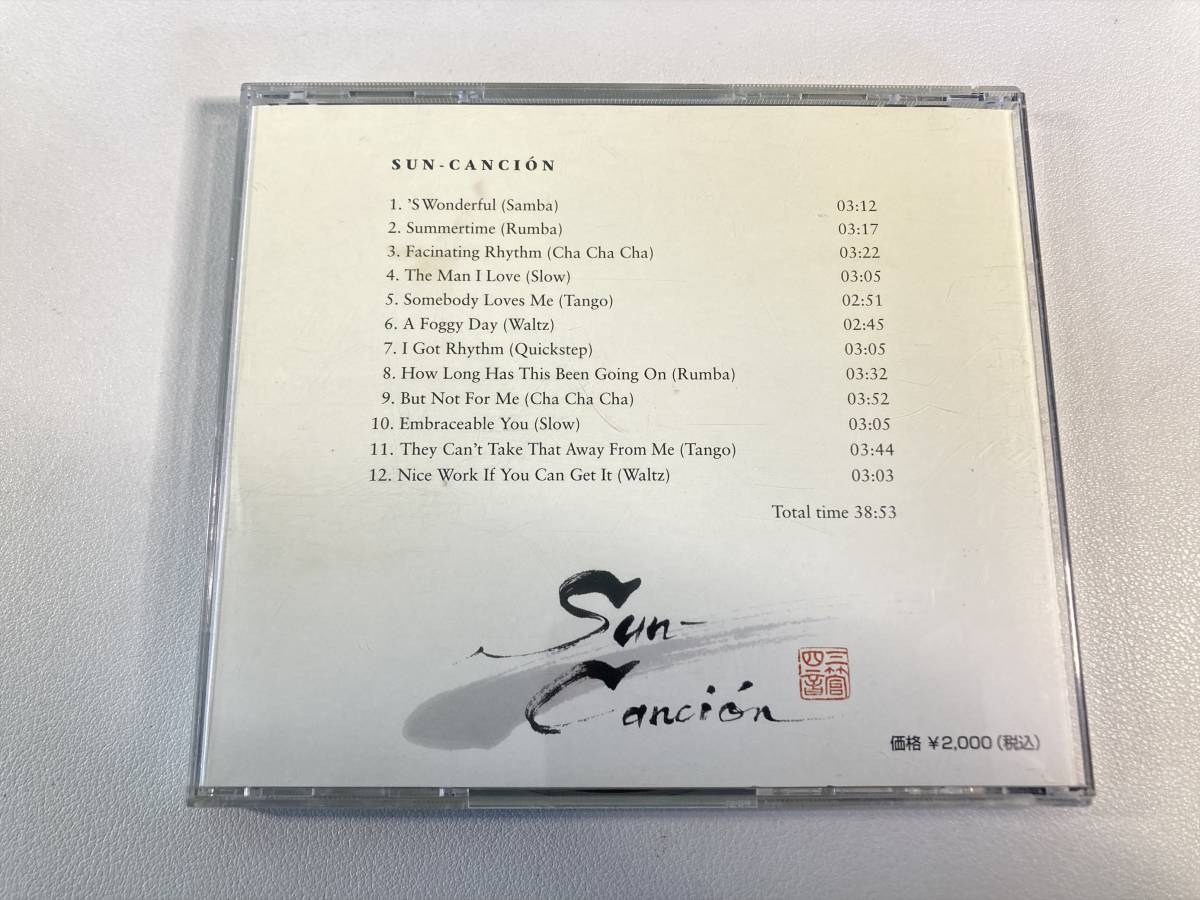 SUN-CANCIÓN
1. ’S Wonderful (Samba) 03:12
2. Summertime (Rumba) 03:17
3. Facinating Rhythm (Cha Cha Cha) 03:22
4. The Man I Love (Slow) 03:05
5. Somebody Loves Me (Tango) 02:51
6. A Foggy Day (Waltz) 02:45
7. I Got Rhythm (Quickstep) 03:05
8. How Long Has This Been Going On (Rumba) 03:32
9. But Not For Me (Cha Cha Cha) 03:52
10. Embraceable You (Slow) 03:05
11. They Can’t Take That Away From Me (Tango) 03:44
12. Nice Work If You Can Get It (Waltz) 03:03
Total time 38:53
Sun-
Canción
三管
四音
価格 ¥2,000(税込)